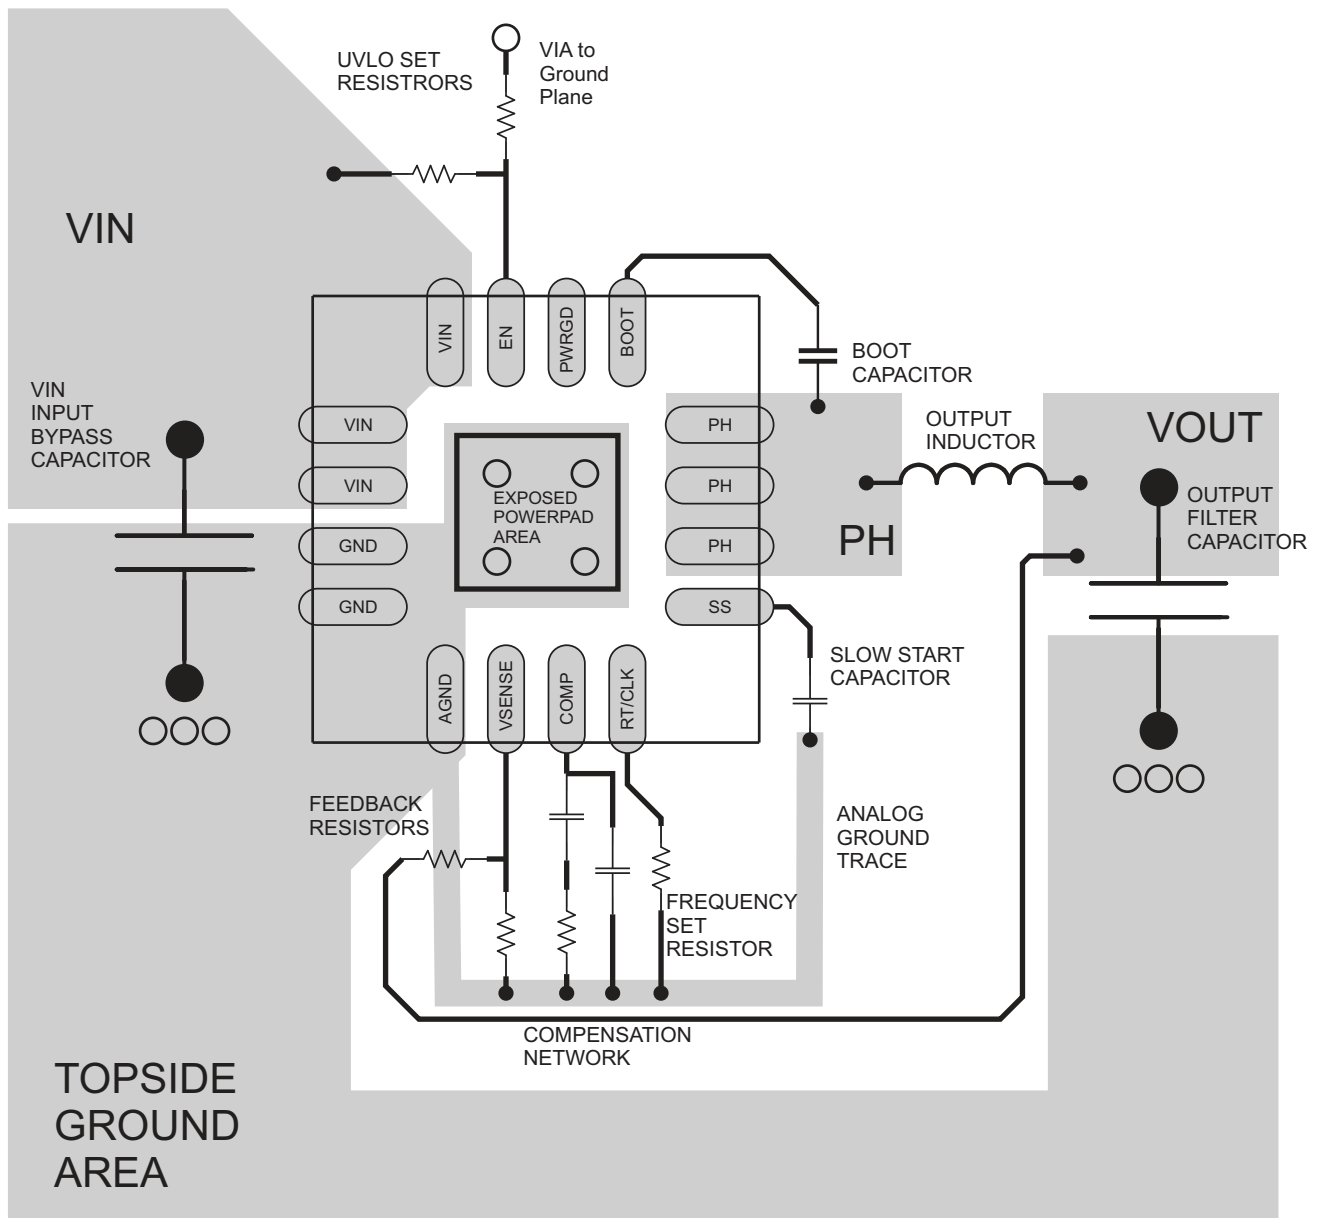 UVLO SET
RESISTRORS
VIA to
Ground
Plane
VIN
VIN
EN
PWRGD
BOOT
BOOT
CAPACITOR
VIN
INPUT
BYPASS
CAPACITOR
VIN
VIN
GND
GND
EXPOSED
POWERPAD
AREA
PH
PH
PH
SS
PH
OUTPUT
INDUCTOR
VOUT
OUTPUT
FILTER
CAPACITOR
SLOW START
CAPACITOR
AGND
VSENSE
COMP
RT/CLK
FEEDBACK
RESISTORS
ANALOG
GROUND
TRACE
FREQUENCY
SET
RESISTOR
COMPENSATION
NETWORK
TOPSIDE
GROUND
AREA